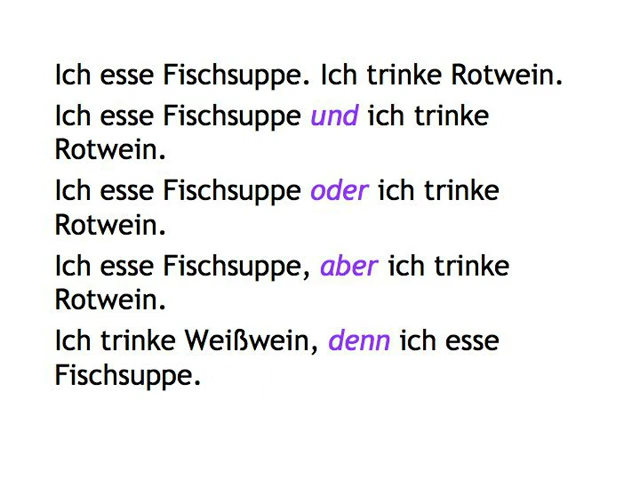 Ich esse Fischsuppe. Ich trinke Rotwein.
Ich esse Fischsuppe und ich trinke
Rotwein.
Ich esse Fischsuppe oder ich trinke
Rotwein.
Ich esse Fischsuppe, aber ich trinke
Rotwein.
Ich trinke Weißwein, denn ich esse
Fischsuppe.